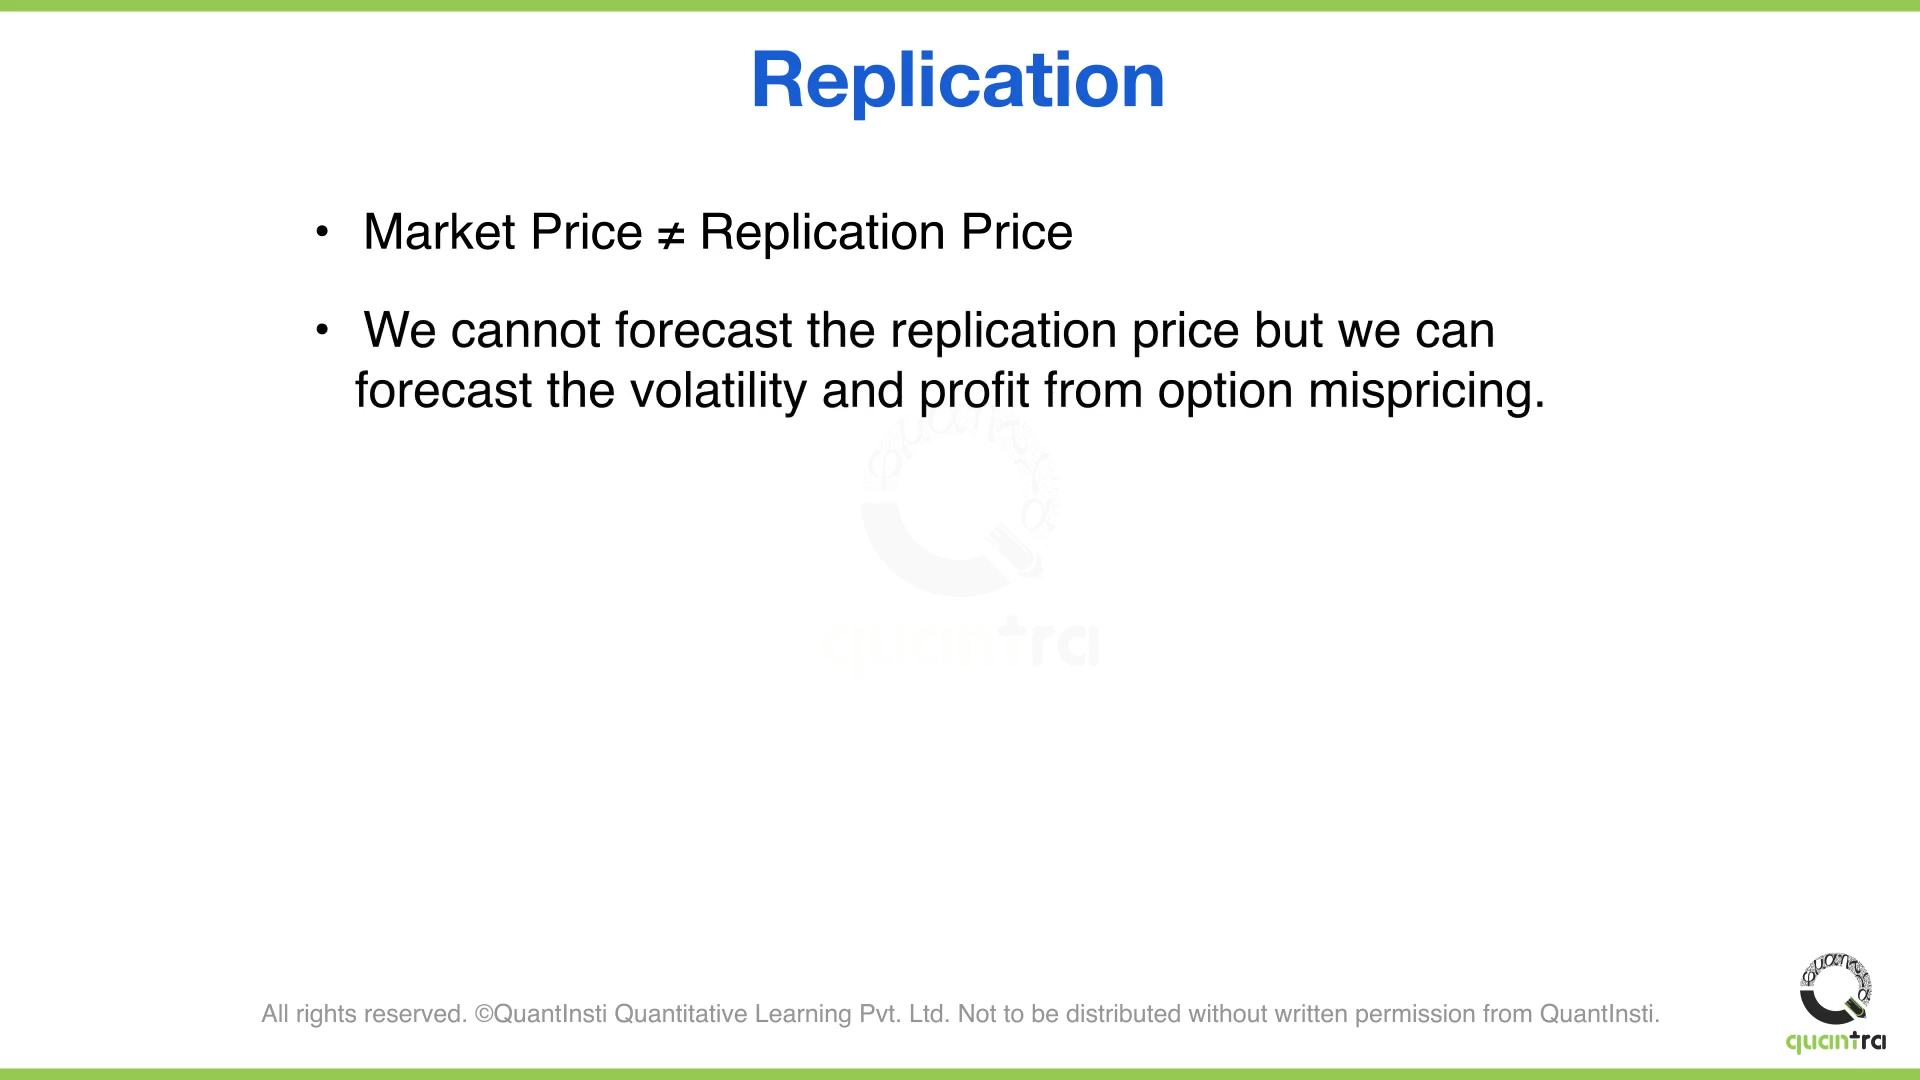 Replication
• Market Price ≠ Replication Price
• We cannot forecast the replication price but we can
forecast the volatility and profit from option mispricing.
quantra
All rights reserved. ©QuantInsti Quantitative Learning Pvt. Ltd. Not to be distributed without written permission from QuantInsti.
quantra